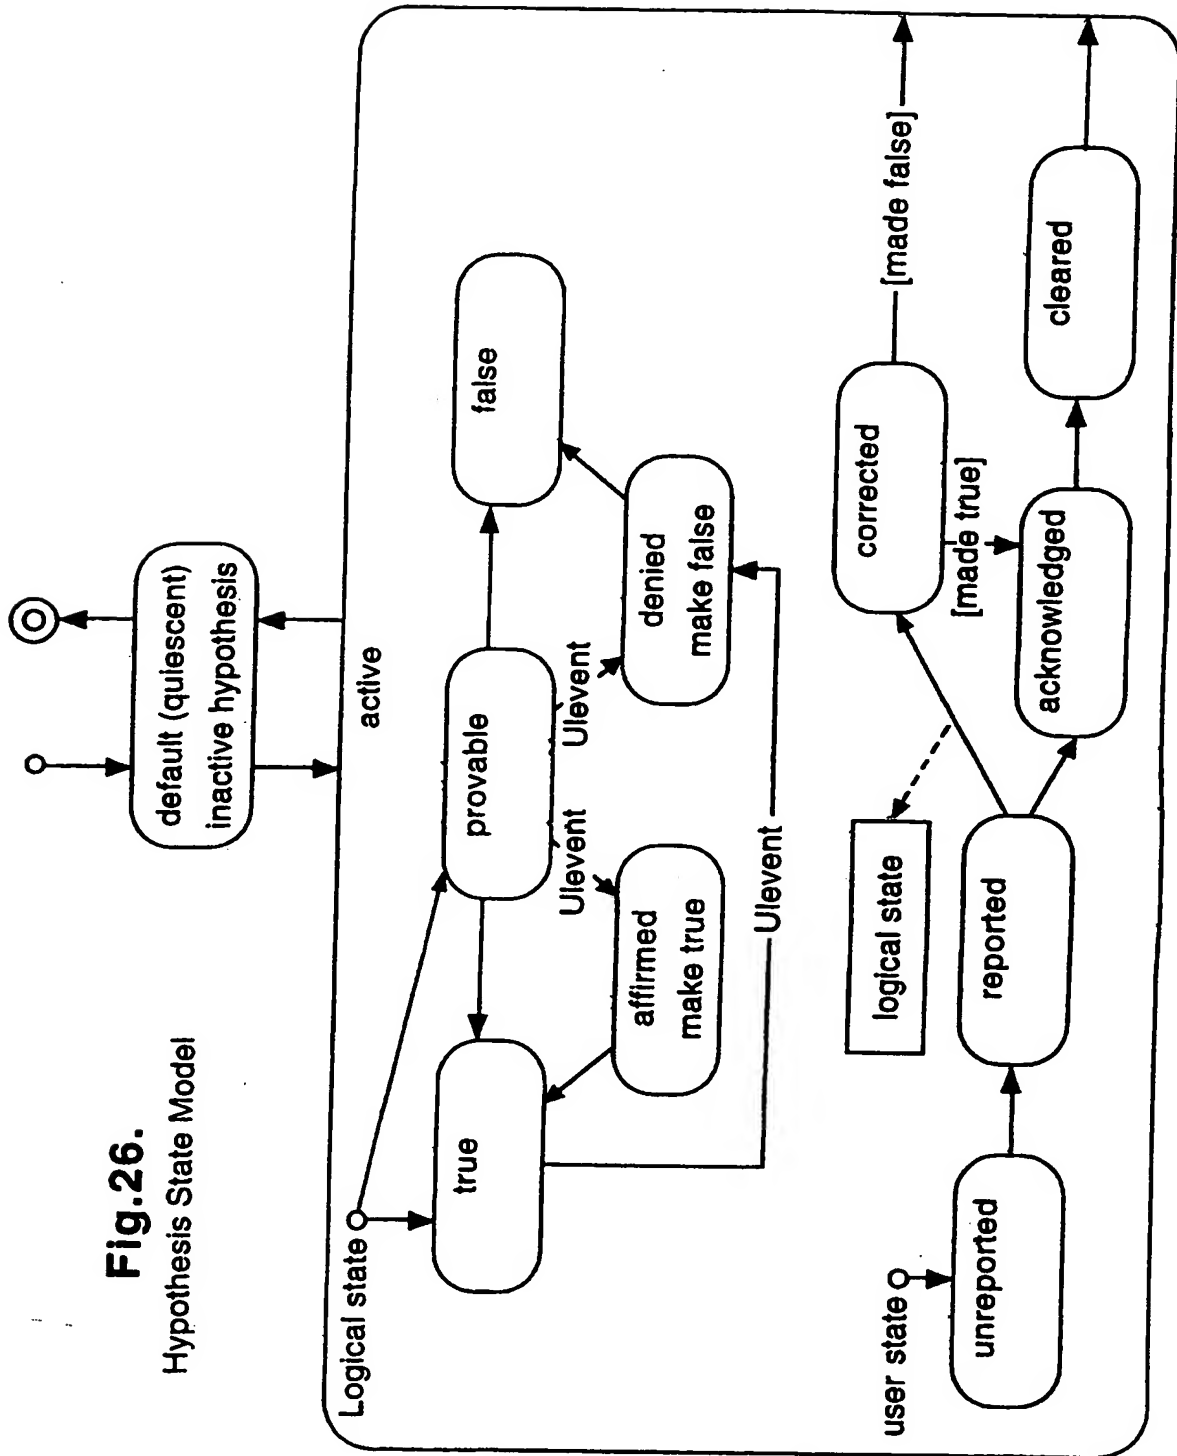 Fig.26.
Hypothesis State Model
default (quiescent)
inactive hypothesis
active
Logical state
true
provable
false
UIevent
UIevent
affirmed
make true
denied
make false
UIevent
user state
unreported
reported
logical state
corrected
[made false]
[made true]
acknowledged
cleared